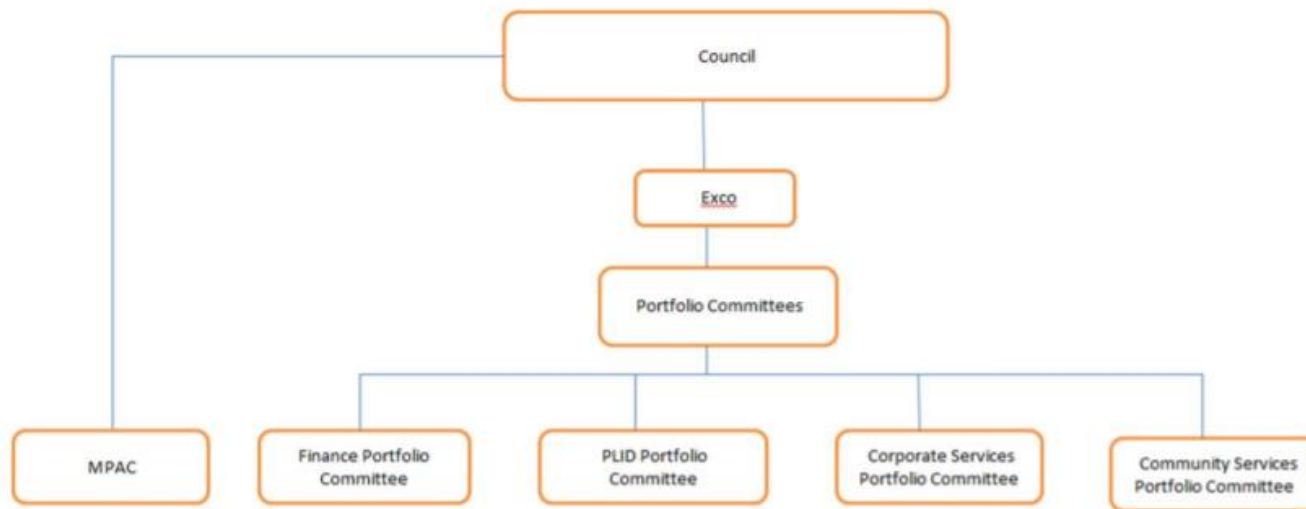 Council
Exco
Portfolio Committees
MPAC
Finance Portfolio
Committee
PLID Portfolio
Committee
Corporate Services
Portfolio Committee
Community Services
Portfolio Committee